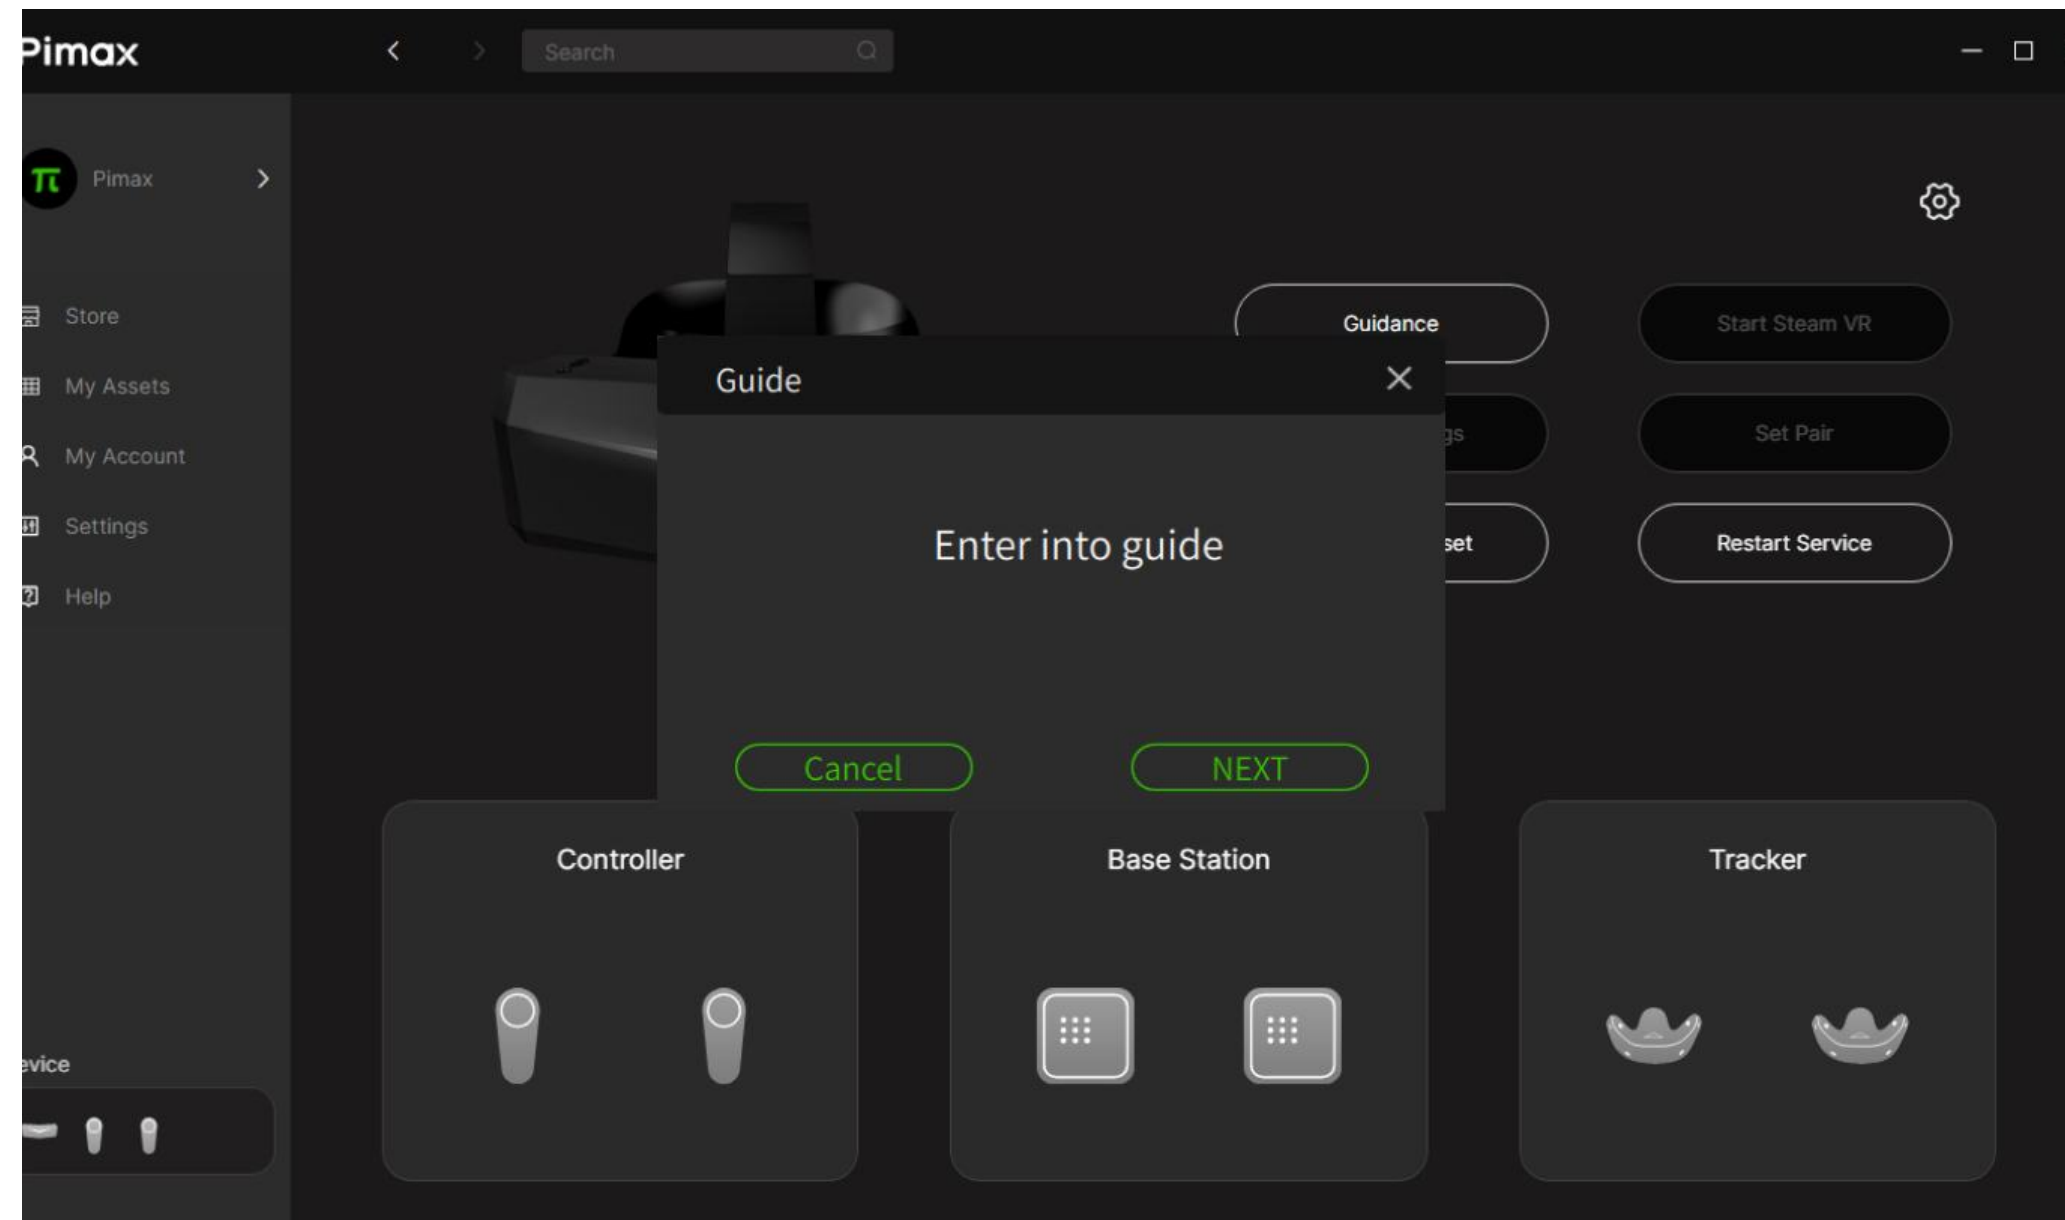 Pimax
Search
Pimax
Store
My Assets
My Account
Settings
Help
Guidance
Start Steam VR
Set Pair
Restart Service
Guide
Enter into guide
Cancel
NEXT
Controller
Base Station
Tracker